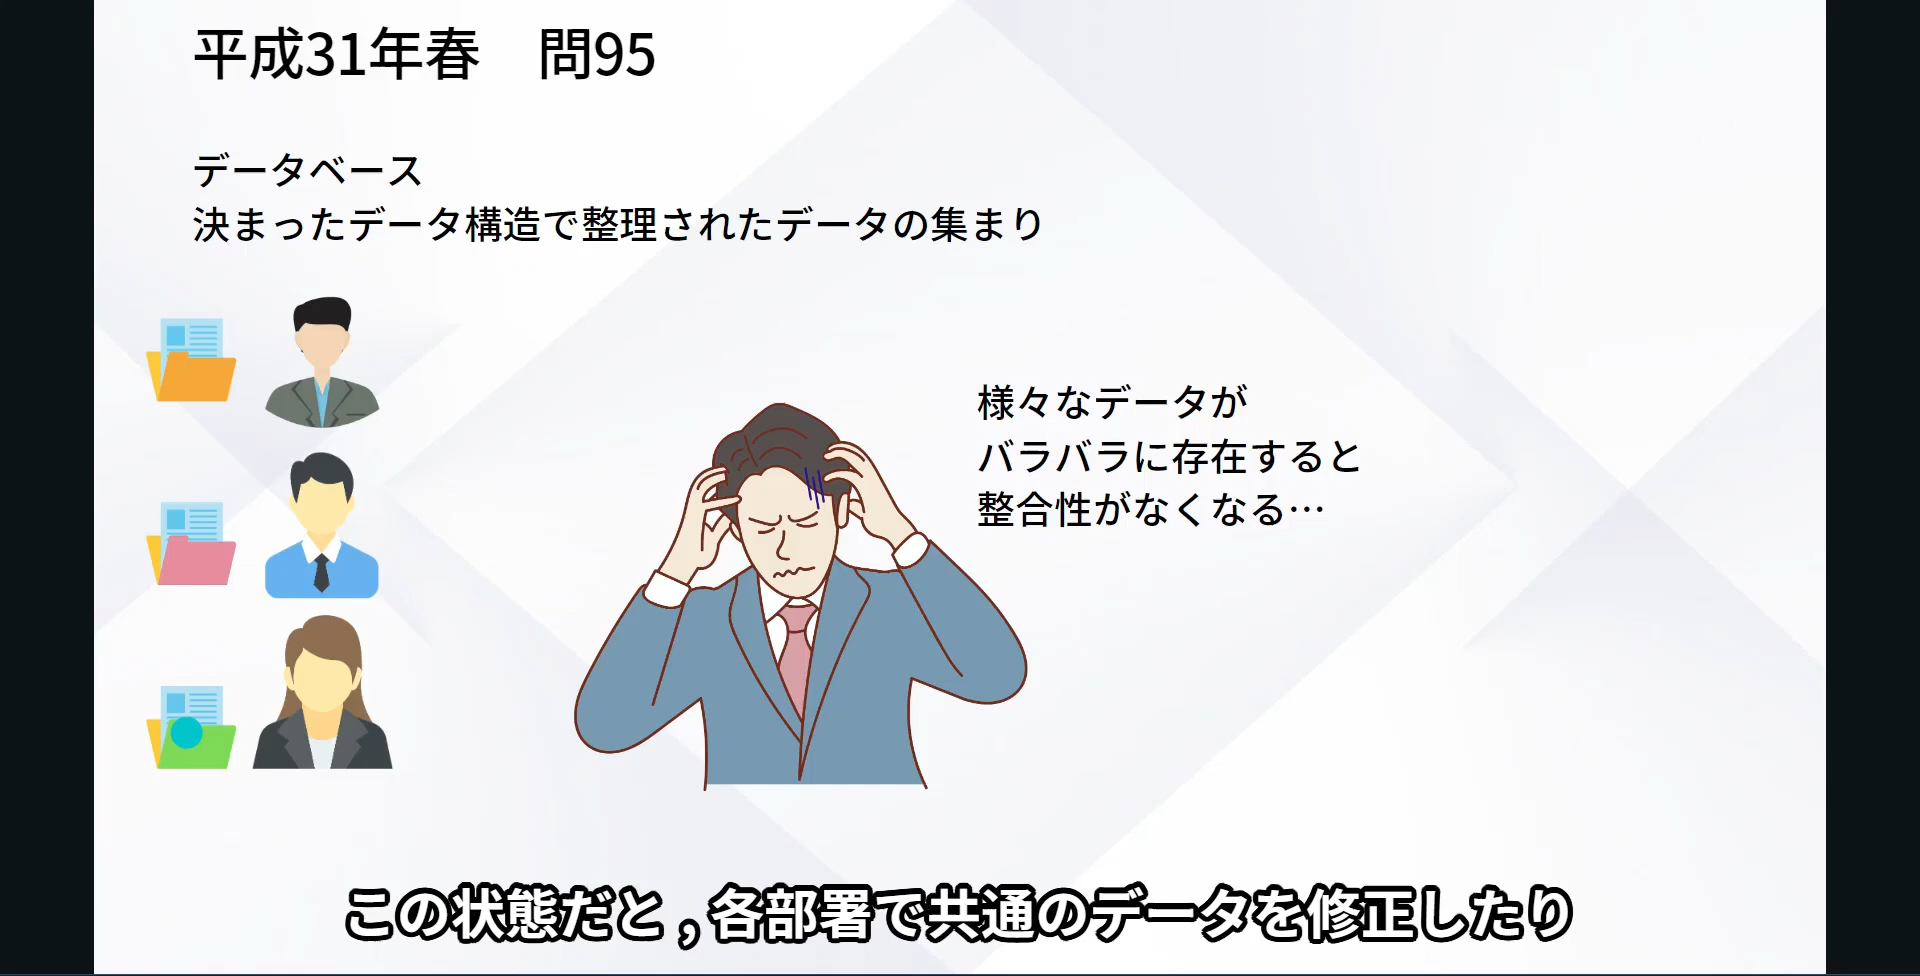 平成31年春　問95
データベース
決まったデータ構造で整理されたデータの集まり
様々なデータが
バラバラに存在すると
整合性がなくなる…
この状態だと,各部署で共通のデータを修正したり